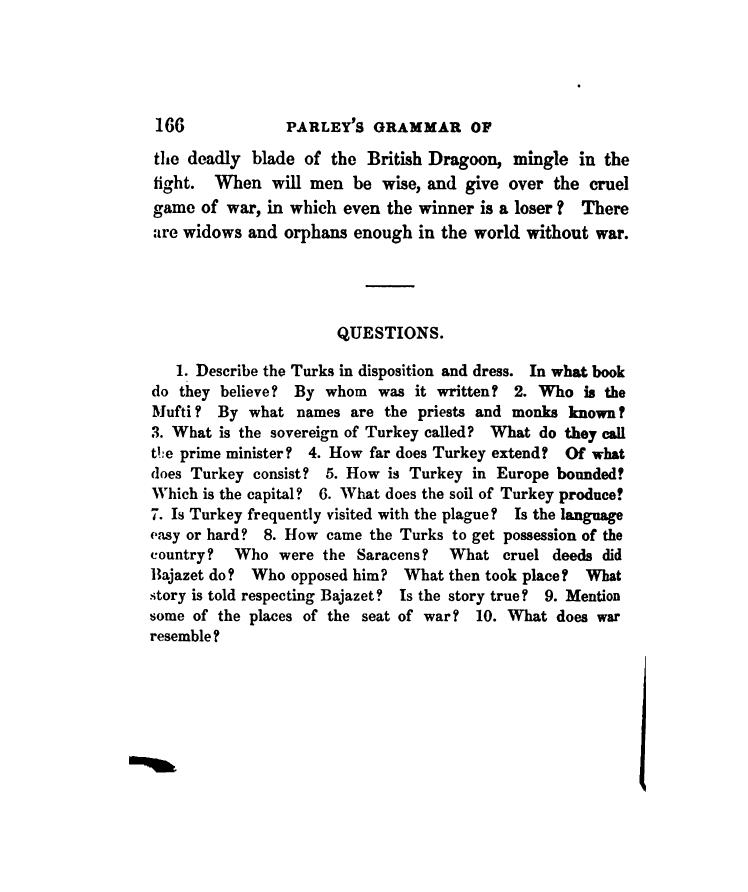 166 PARLEY'S GRAMMAR OF
the deadly blade of the British Dragoon, mingle in the
fight. When will men be wise, and give over the cruel
game of war, in which even the winner is a loser? There
are widows and orphans enough in the world without war.
QUESTIONS.
1. Describe the Turks in disposition and dress. In what book
do they believe? By whom was it written? 2. Who is the
Mufti? By what names are the priests and monks known?
3. What is the sovereign of Turkey called? What do they call
the prime minister? 4. How far does Turkey extend? Of what
does Turkey consist? 5. How is Turkey in Europe bounded?
Which is the capital? 6. What does the soil of Turkey produce?
7. Is Turkey frequently visited with the plague? Is the language
easy or hard? 8. How came the Turks to get possession of the
country? Who were the Saracens? What cruel deeds did
Bajazet do? Who opposed him? What then took place? What
story is told respecting Bajazet? Is the story true? 9. Mention
some of the places of the seat of war? 10. What does war
resemble?